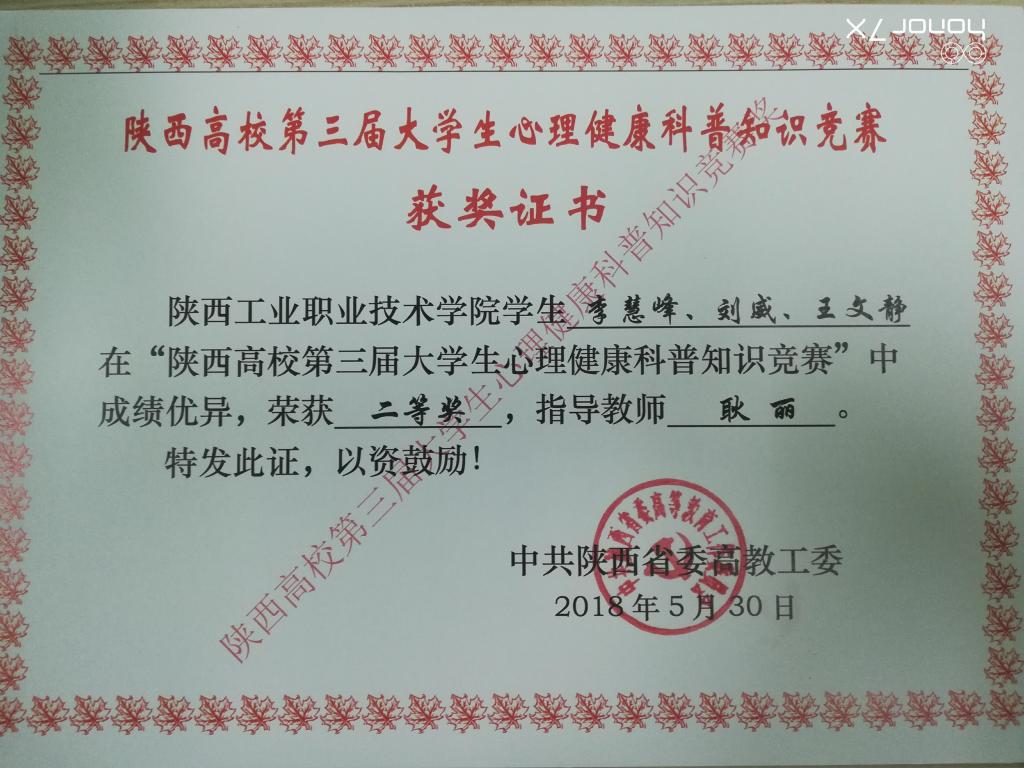 honor 7X
陕西高校第三届大学生心理健康科普知识竞赛
获奖证书
陕西工业职业技术学院学生 李慧峰、刘威、王文静
在“陕西高校第三届大学生心理健康科普知识竞赛”中
成绩优异，荣获 二等奖 ，指导教师 耿 丽 。
特发此证，以资鼓励！
陕西高校第三届大学生心理健康科普知识竞赛奖
中共陕西省委高教工委
2018年5月30日